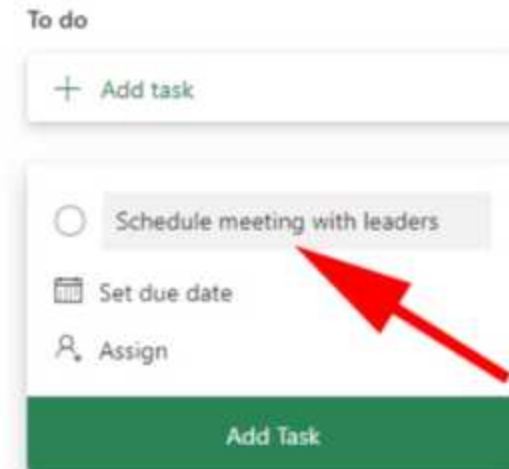 To do
+ Add task
Schedule meeting with leaders
Set due date
Assign
Add Task